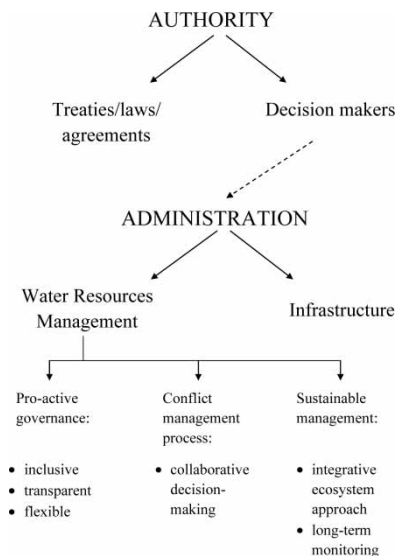 AUTHORITY
Treaties/laws/
agreements
Decision makers
ADMINISTRATION
Water Resources
Management
Infrastructure
Pro-active
governance:
• inclusive
• transparent
• flexible
Conflict
management
process:
• collaborative
decision-
making
Sustainable
management:
• integrative
ecosystem
approach
• long-term
monitoring